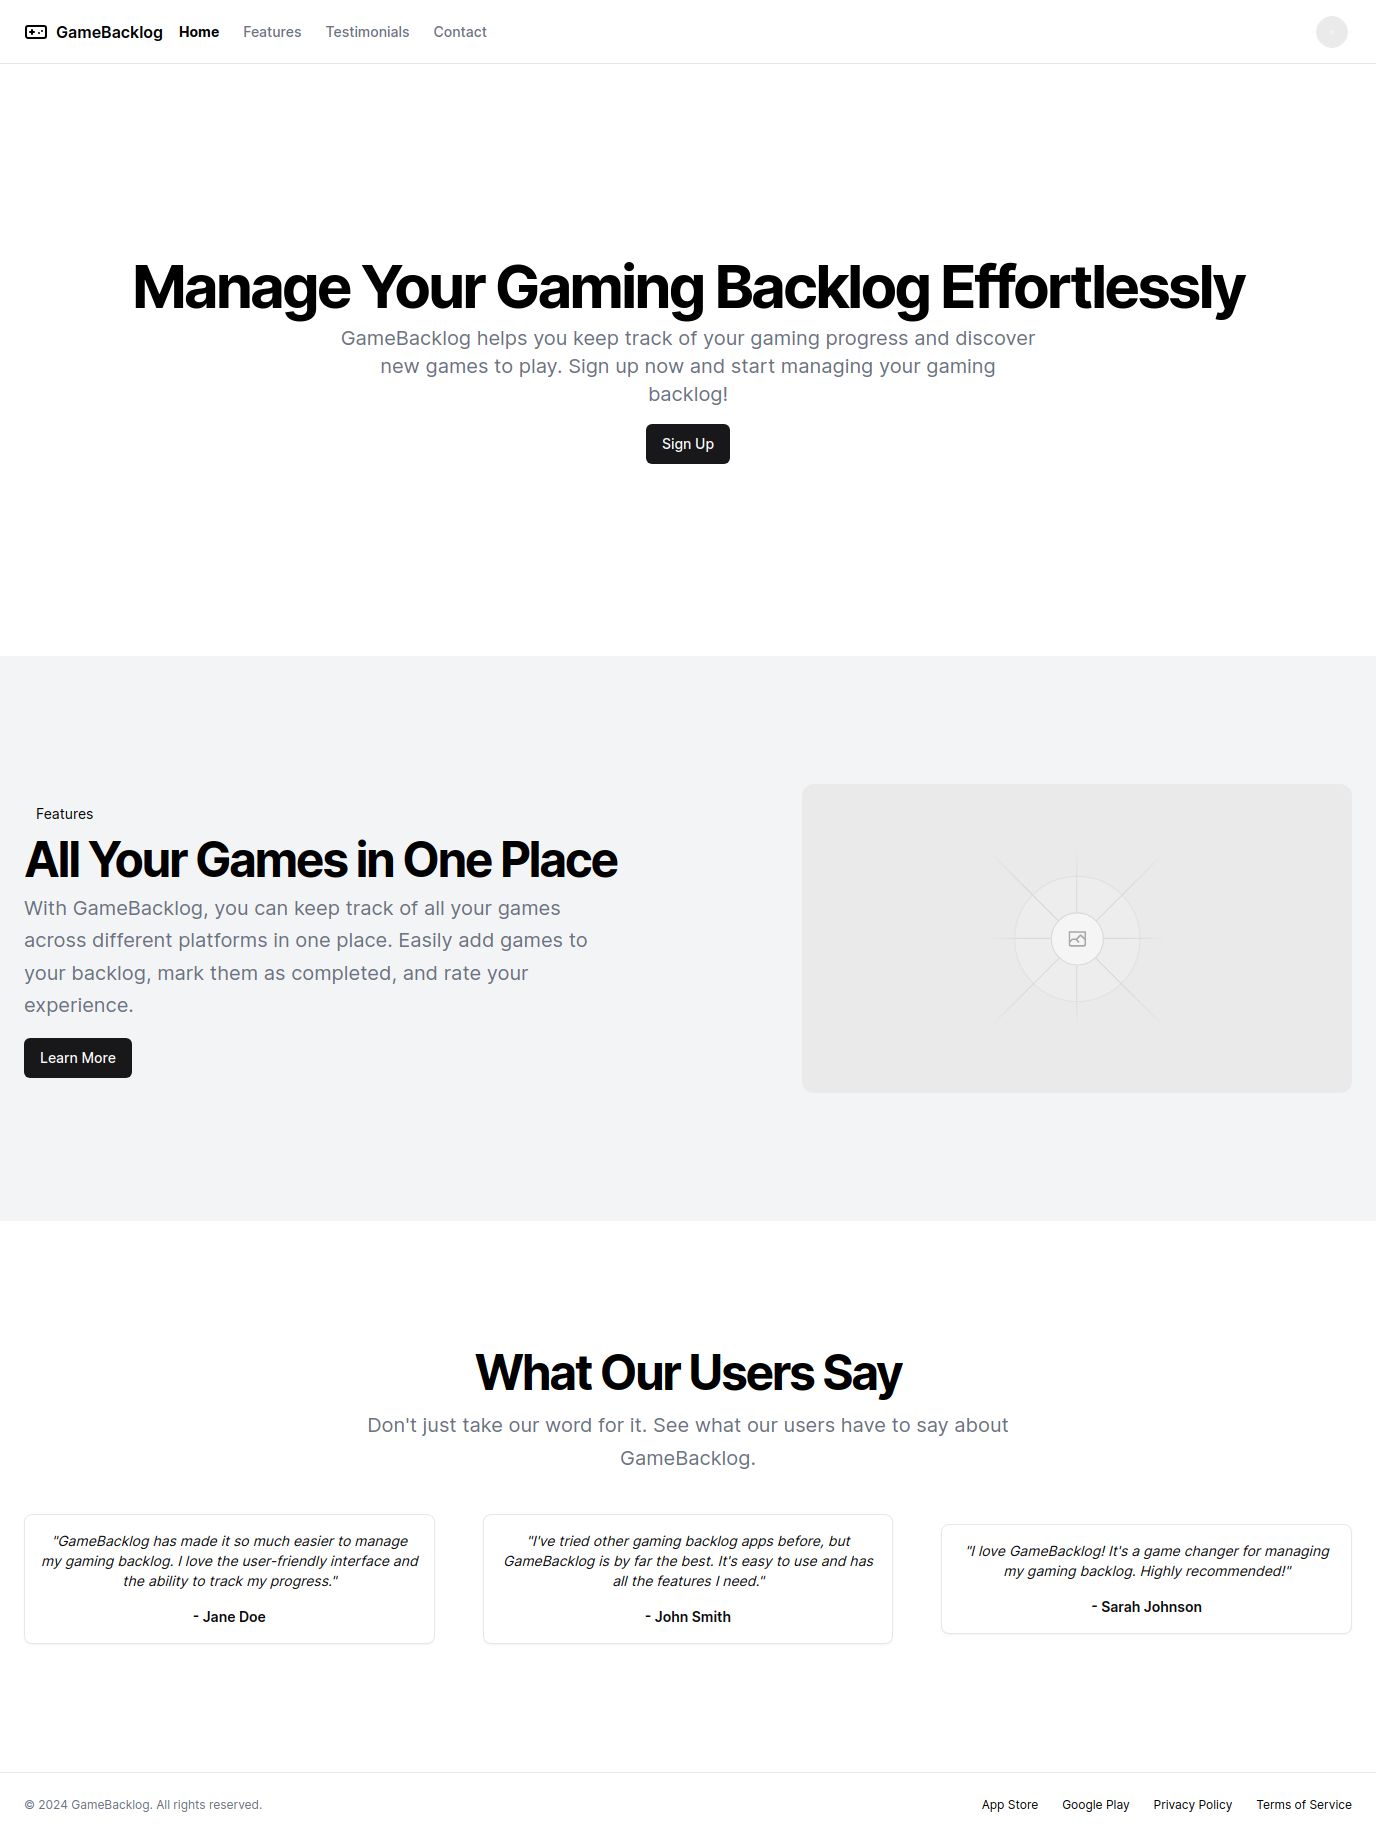 GameBacklog Home Features Testimonials Contact
Manage Your Gaming Backlog Effortlessly
GameBacklog helps you keep track of your gaming progress and discover
new games to play. Sign up now and start managing your gaming
backlog!
Sign Up
Features
All Your Games in One Place
With GameBacklog, you can keep track of all your games
across different platforms in one place. Easily add games to
your backlog, mark them as completed, and rate your
experience.
Learn More
What Our Users Say
Don't just take our word for it. See what our users have to say about
GameBacklog.
"GameBacklog has made it so much easier to manage
my gaming backlog. I love the user-friendly interface and
the ability to track my progress."
- Jane Doe
"I've tried other gaming backlog apps before, but
GameBacklog is by far the best. It's easy to use and has
all the features I need."
- John Smith
"I love GameBacklog! It's a game changer for managing
my gaming backlog. Highly recommended!"
- Sarah Johnson
© 2024 GameBacklog. All rights reserved.
App Store Google Play Privacy Policy Terms of Service